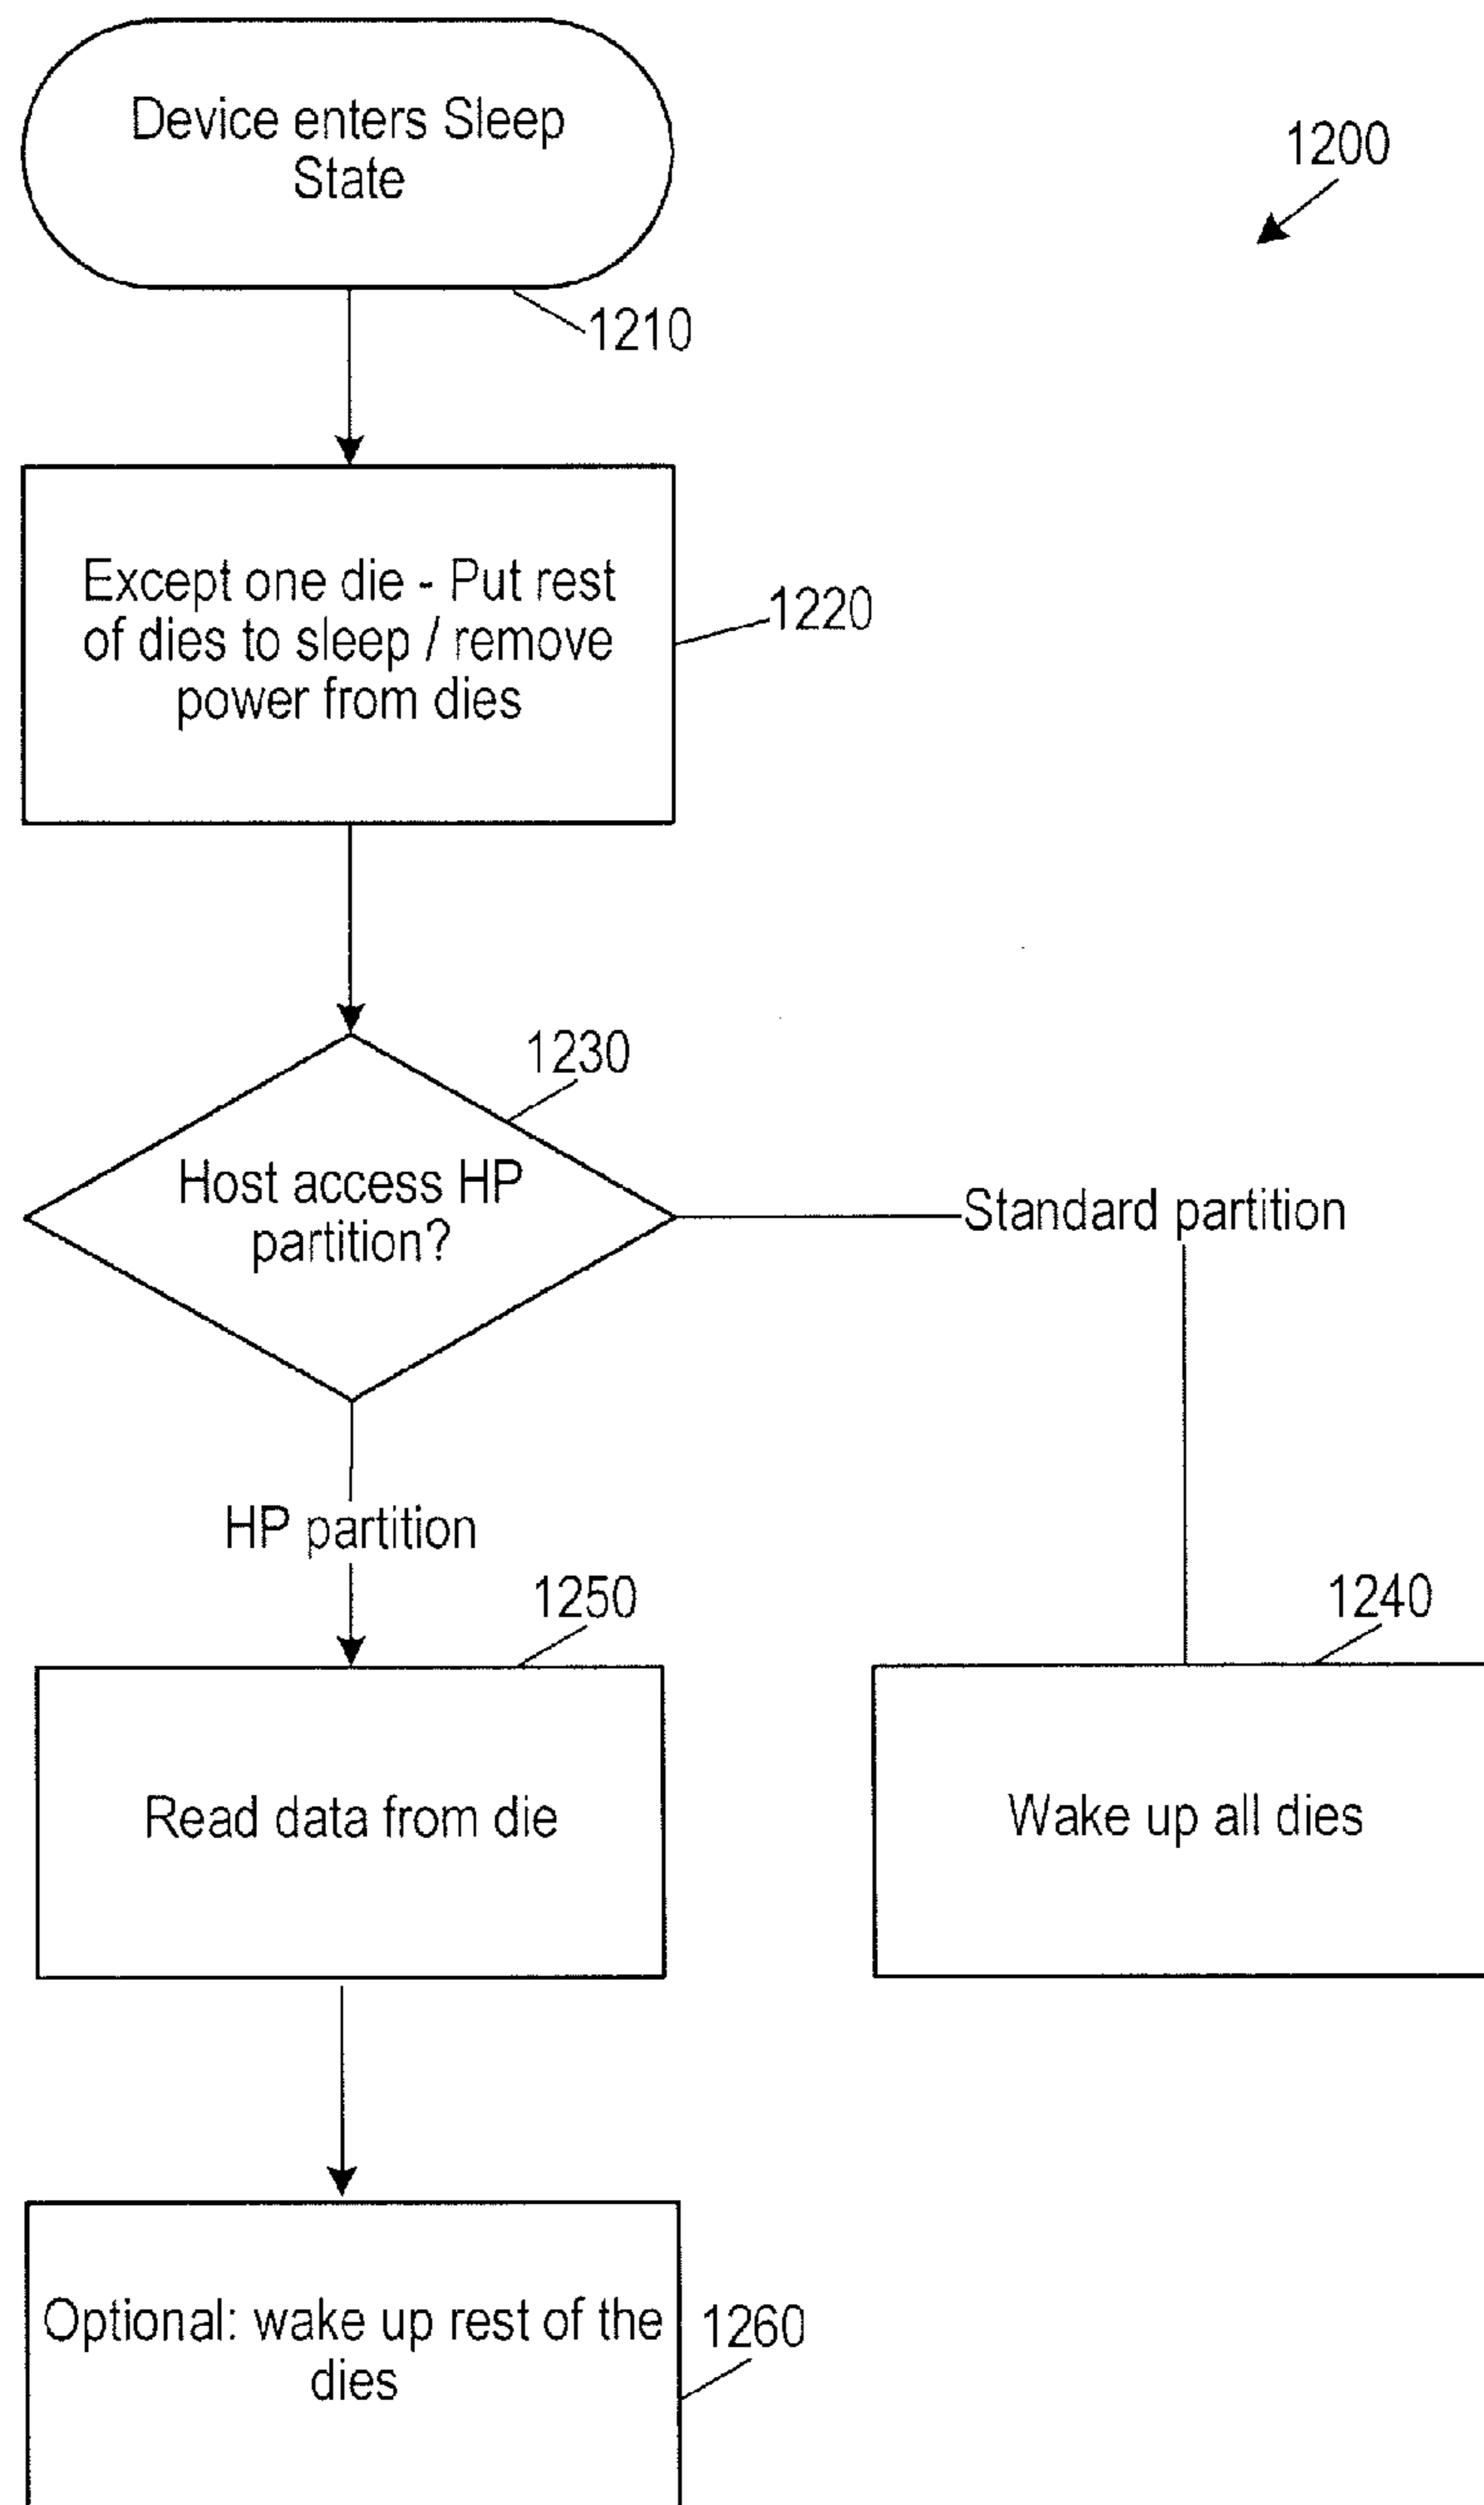 Device enters Sleep
State
1200
1210
Except one die - Put rest
of dies to sleep / remove
power from dies
1220
1230
Host access HP
partition?
Standard partition
HP partition
1250
1240
Read data from die
Wake up all dies
Optional: wake up rest of the
dies
1260